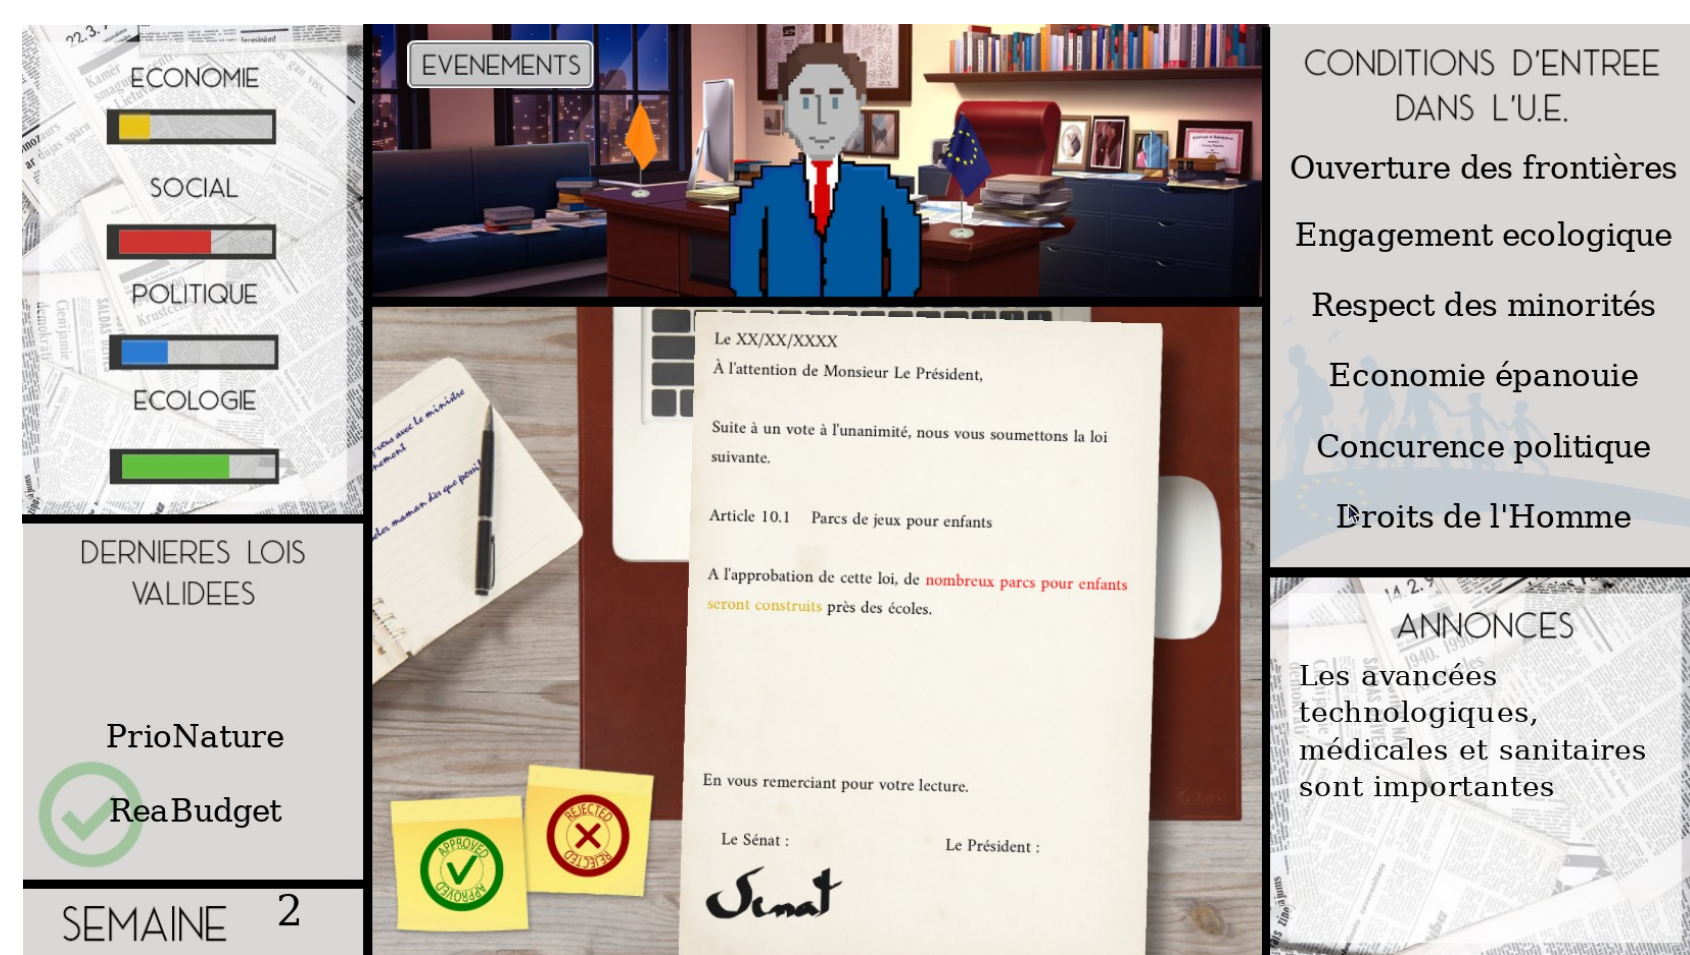 ECONOMIE
SOCIAL
POLITIQUE
ECOLOGIE
DERNIERES LOIS
VALIDEES
PrioNature
ReaBudget
SEMAINE 2
EVENEMENTS
Le XX/XX/XXXX
À l'attention de Monsieur Le Président,
Suite à un vote à l'unanimité, nous vous soumettons la loi
suivante.
Article 10.1 Parcs de jeux pour enfants
A l'approbation de cette loi, de nombreux parcs pour enfants
seront construits près des écoles.
En vous remerciant pour votre lecture.
Le Sénat :
Le Président :
Senat
APPROVED
APPROVED
REJECTED
REJECTED
CONDITIONS D'ENTREE
DANS L'U.E.
Ouverture des frontières
Engagement ecologique
Respect des minorités
Economie épanouie
Concurence politique
Droits de l'Homme
ANNONCES
Les avancées
technologiques,
médicales et sanitaires
sont importantes